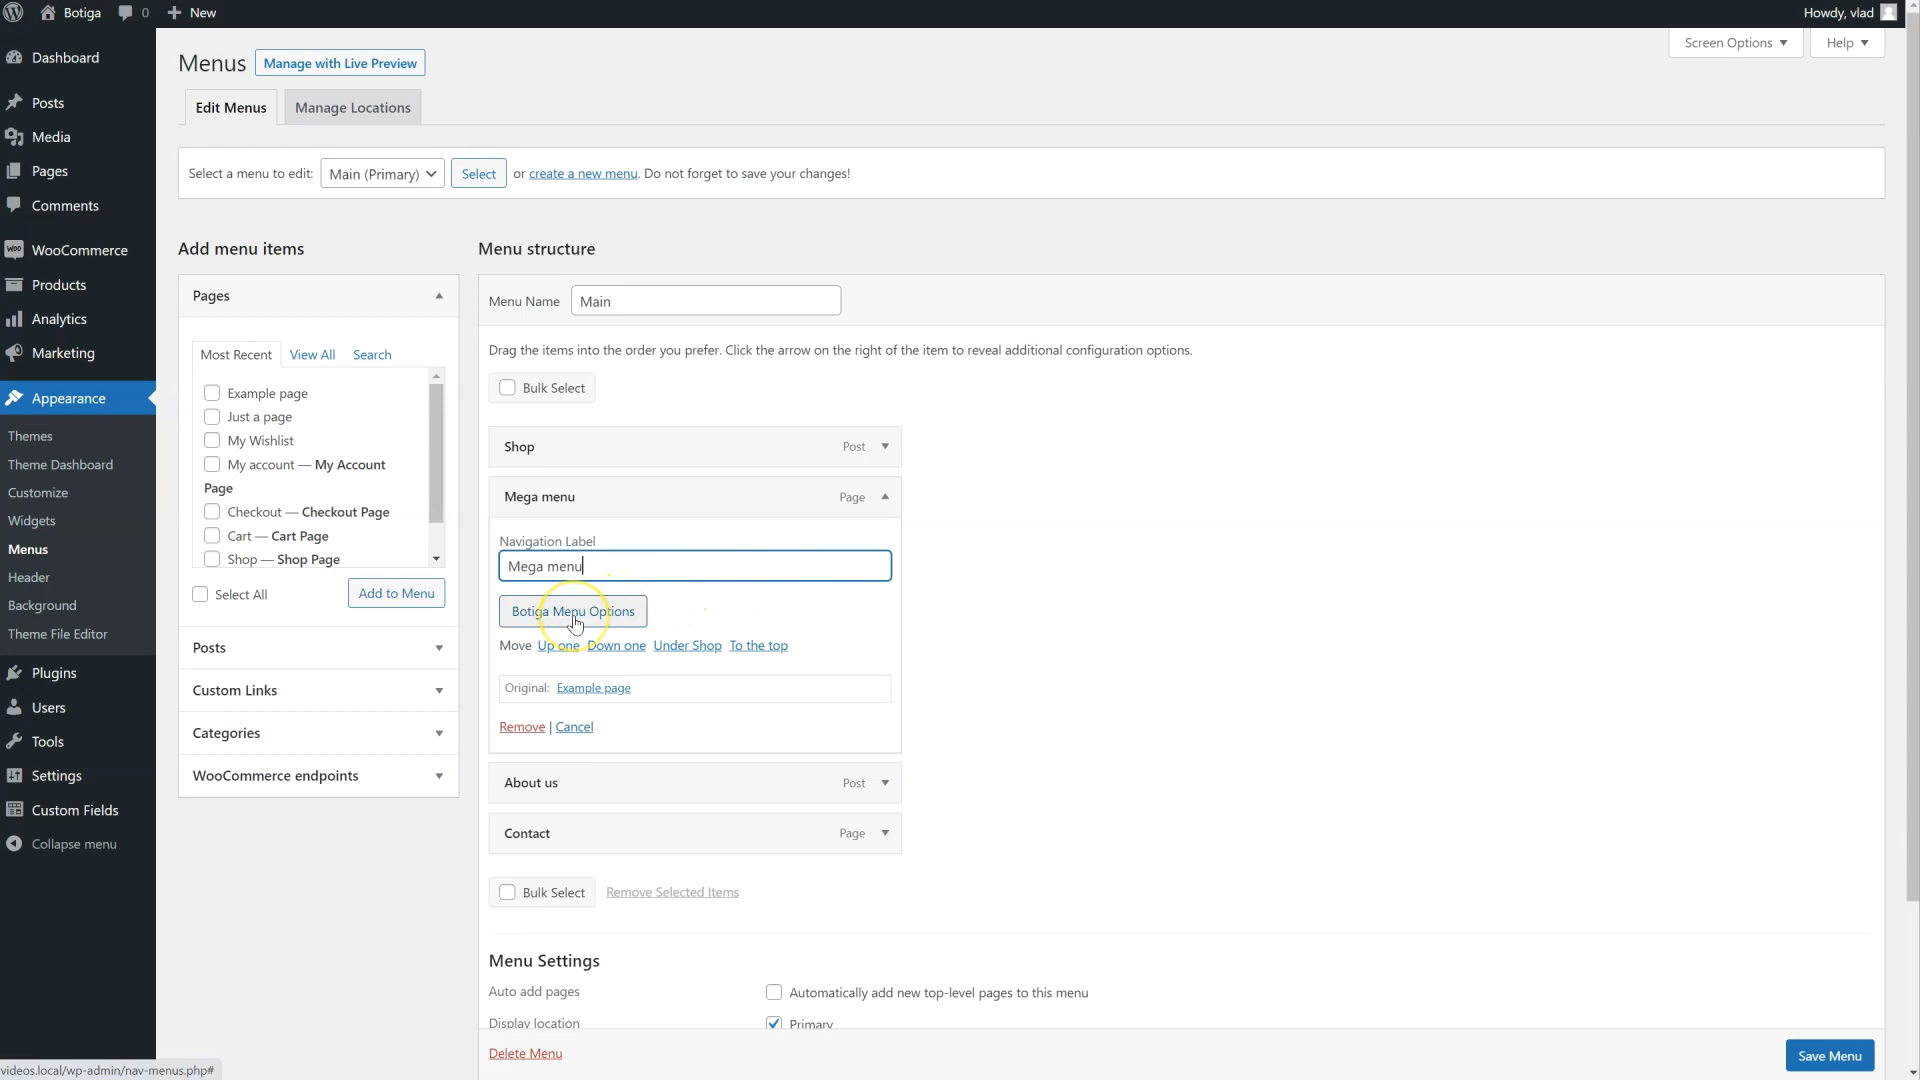 Botiga
0
New
Howdy, vlad
Dashboard
Posts
Media
Pages
Comments
WooCommerce
Products
Analytics
Marketing
Appearance
Themes
Theme Dashboard
Customize
Widgets
Menus
Header
Background
Theme File Editor
Plugins
Users
Tools
Settings
Custom Fields
Collapse menu
Screen Options
Help
Menus
Manage with Live Preview
Edit Menus
Manage Locations
Select a menu to edit:
Main (Primary)
Select
or create a new menu. Do not forget to save your changes!
Add menu items
Pages
Most Recent
View All
Search
Example page
Just a page
My Wishlist
My account — My Account
Page
Checkout — Checkout Page
Cart — Cart Page
Shop — Shop Page
Select All
Add to Menu
Posts
Custom Links
Categories
WooCommerce endpoints
Menu structure
Menu Name
Main
Drag the items into the order you prefer. Click the arrow on the right of the item to reveal additional configuration options.
Bulk Select
Shop
Post
Mega menu
Page
Navigation Label
Mega menu
Botiga Menu Options
Move Up one Down one Under Shop To the top
Original: Example page
Remove | Cancel
About us
Post
Contact
Page
Bulk Select
Remove Selected Items
Menu Settings
Auto add pages
Automatically add new top-level pages to this menu
Display location
Primary
Delete Menu
Save Menu
videos.local/wp-admin/nav-menus.php#